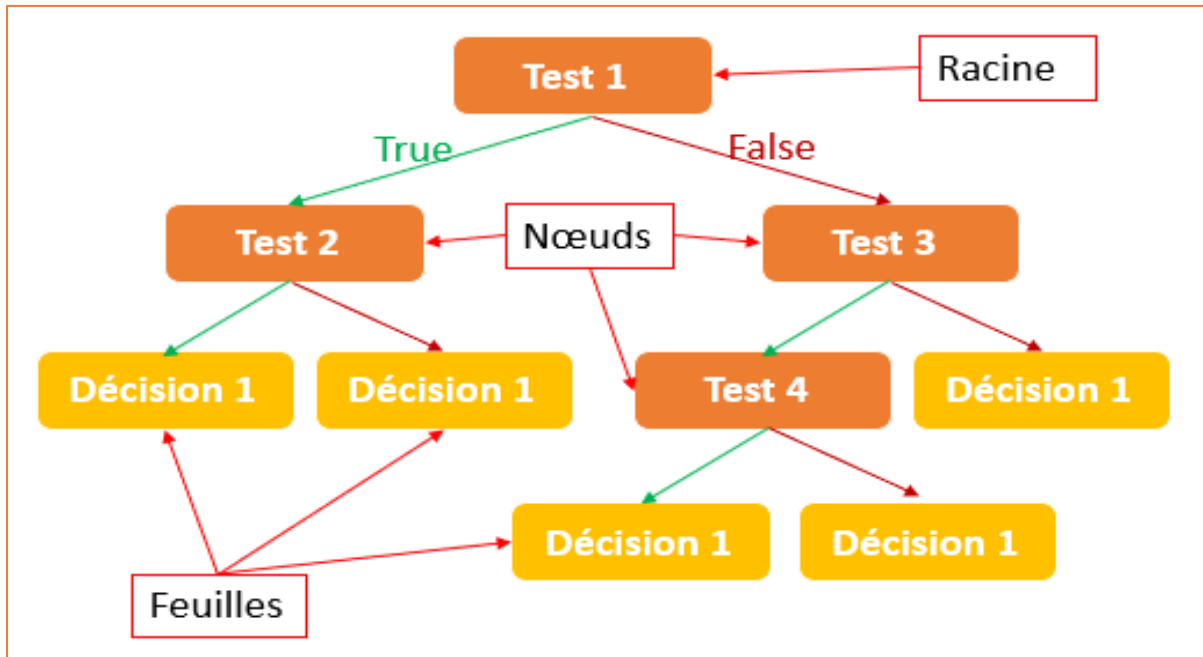 Test 1
Racine
True
False
Test 2
Nœuds
Test 3
Décision 1
Décision 1
Test 4
Décision 1
Décision 1
Décision 1
Feuilles